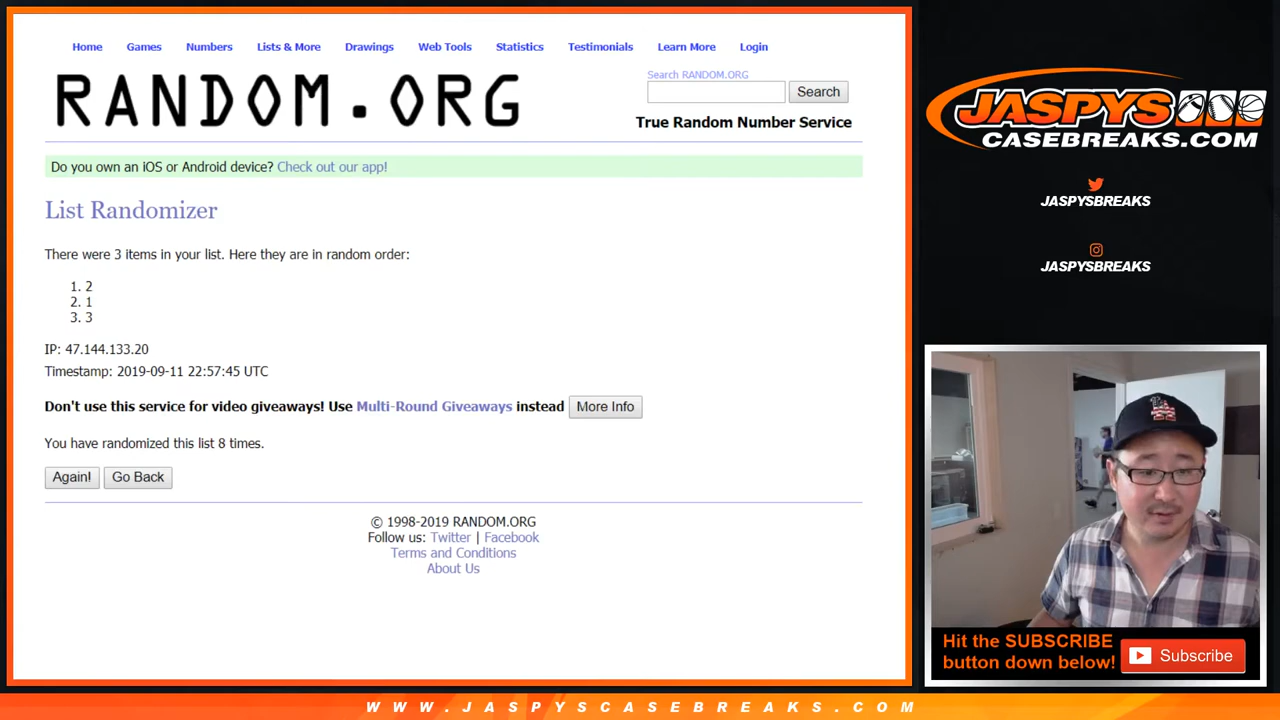 Home Games Numbers Lists & More Drawings Web Tools Statistics Testimonials Learn More Login
RANDOM.ORG
Search RANDOM.ORG
Search
True Random Number Service
Do you own an iOS or Android device? Check out our app!
List Randomizer
There were 3 items in your list. Here they are in random order:
1. 2
2. 1
3. 3
IP: 47.144.133.20
Timestamp: 2019-09-11 22:57:45 UTC
Don't use this service for video giveaways! Use Multi-Round Giveaways instead More Info
You have randomized this list 8 times.
Again! Go Back
© 1998-2019 RANDOM.ORG
Follow us: Twitter | Facebook
Terms and Conditions
About Us
JASPYS
CASEBREAKS.COM
JASPYSBREAKS
JASPYSBREAKS
Hit the SUBSCRIBE
button down below!
Subscribe
WWW.JASPYSCASEBREAKS.COM